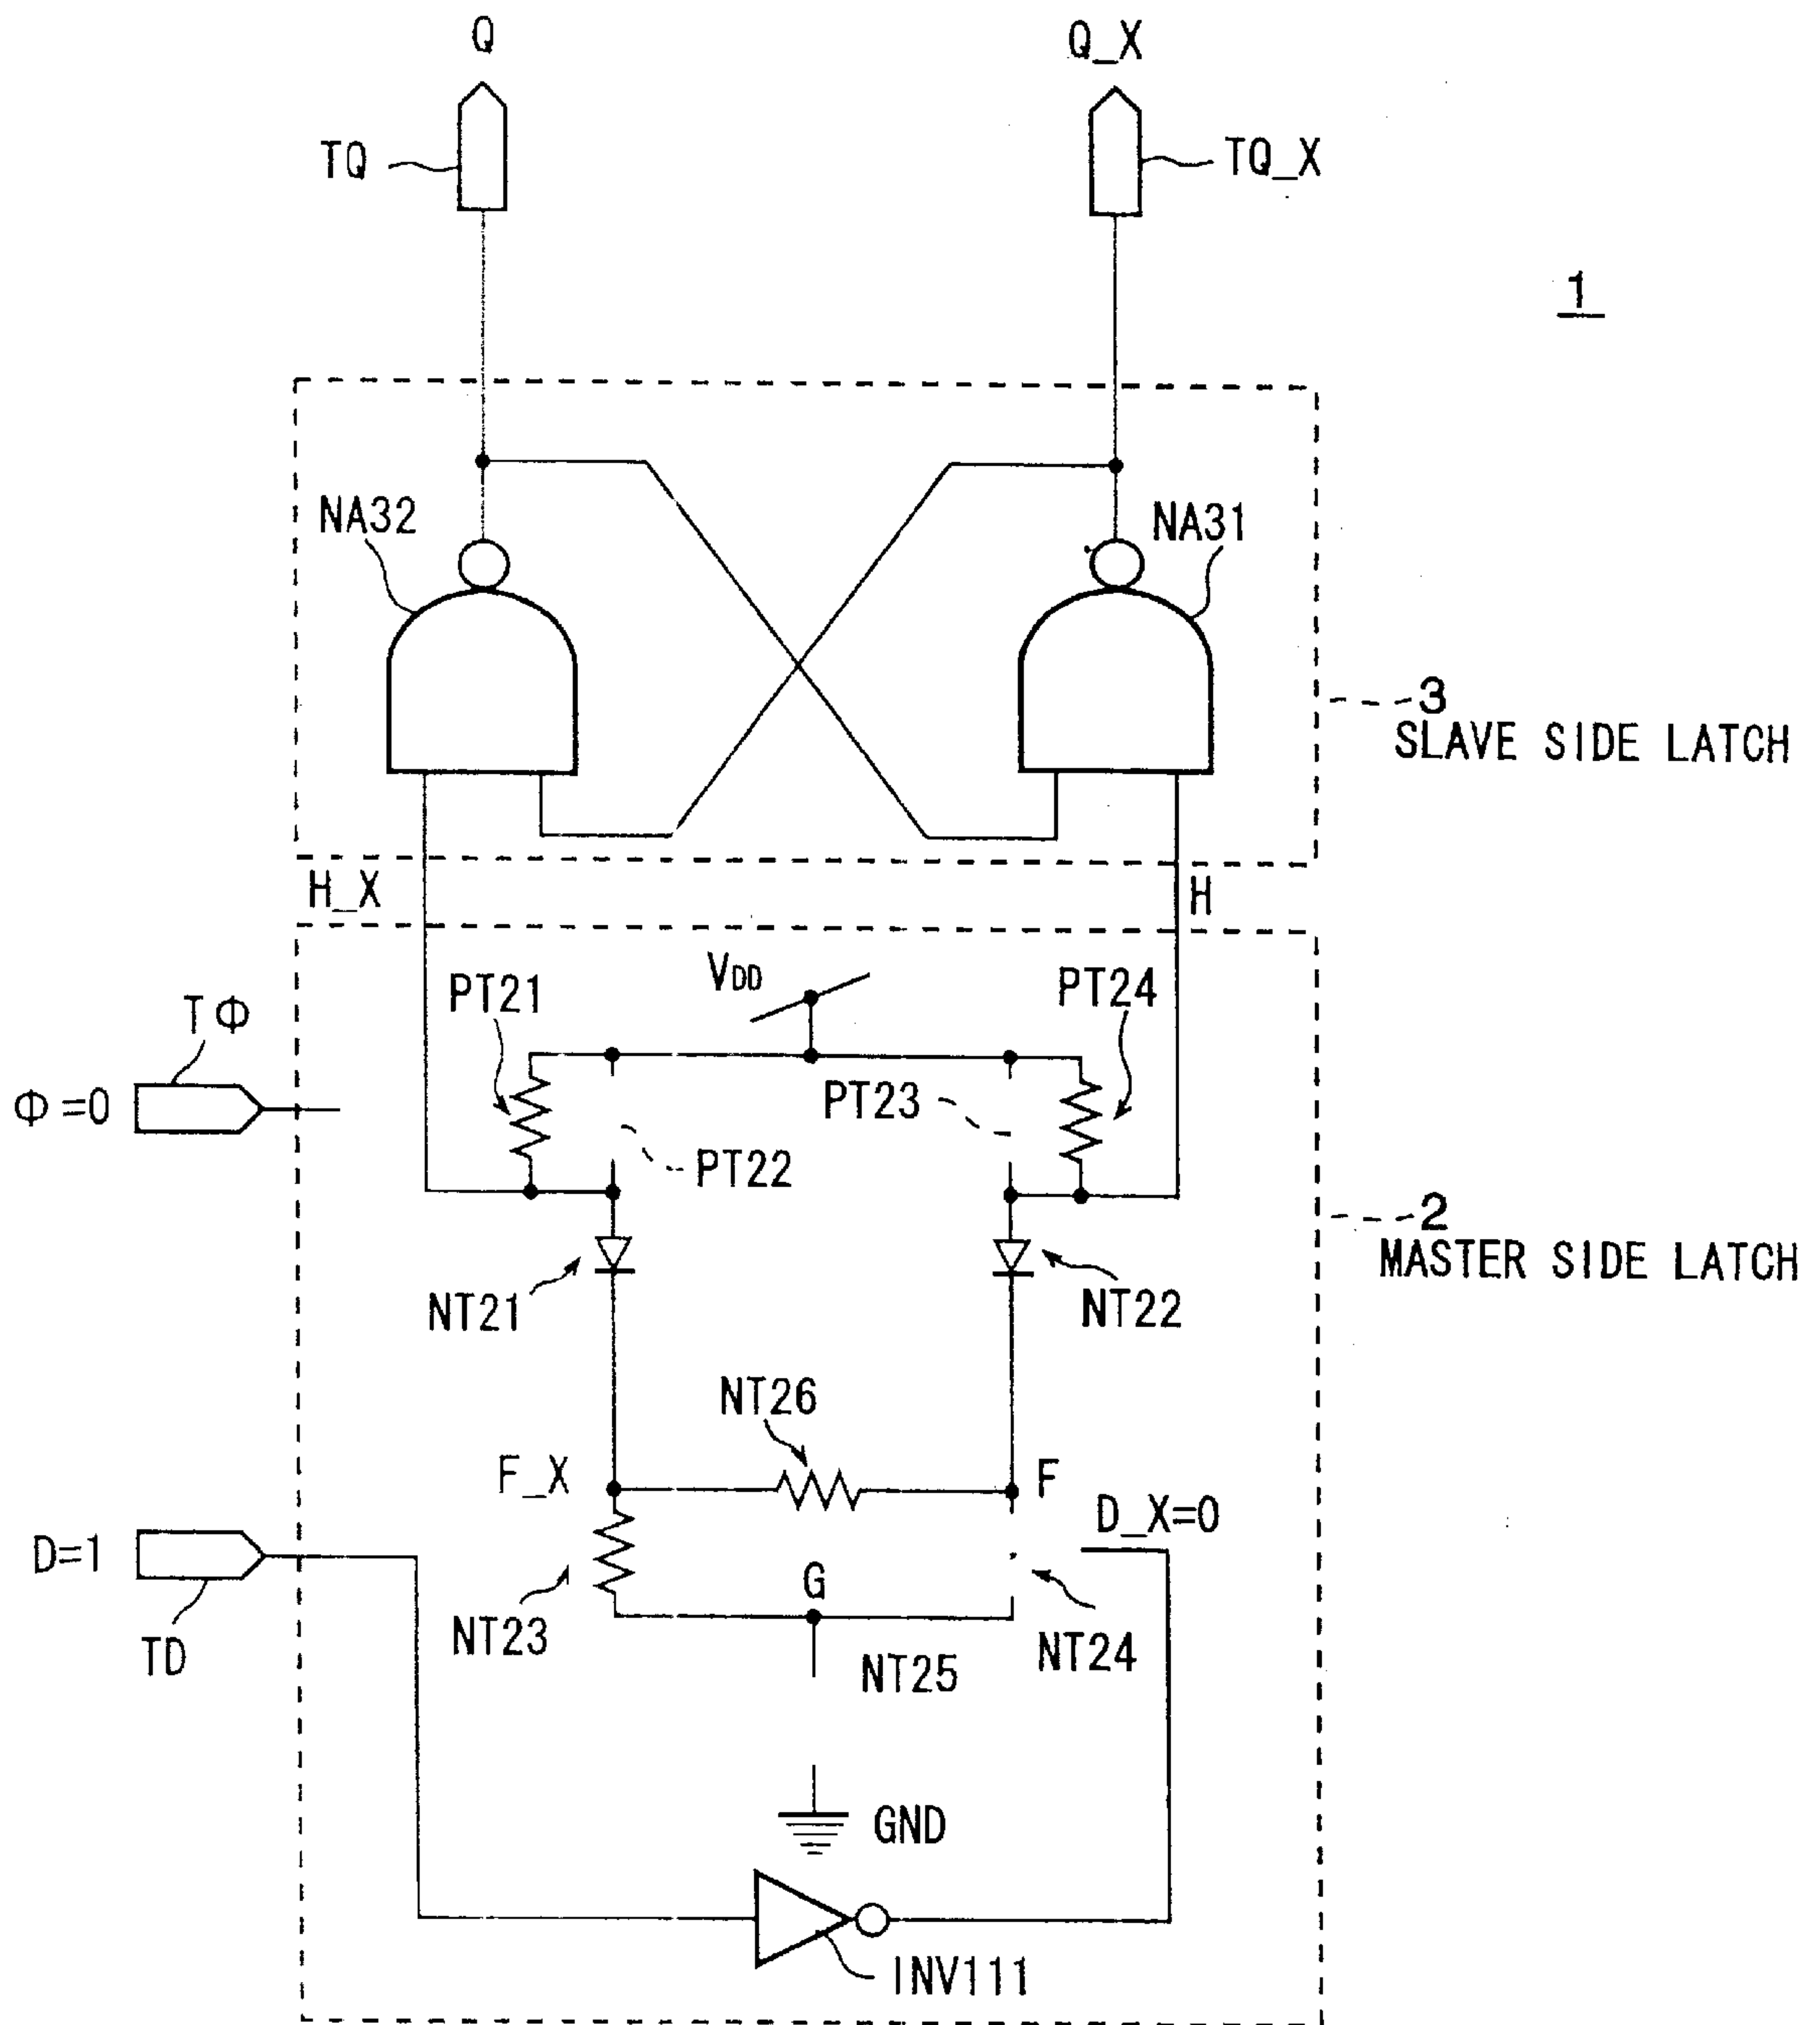 Q
Q_X
TQ
TQ_X
1
NA32
NA31
3
SLAVE SIDE LATCH
H_X
H
VDD
PT21
PT24
TΦ
Φ=0
PT23
PT22
2
MASTER SIDE LATCH
NT21
NT22
NT26
F_X
F
D_X=0
D=1
G
NT23
NT24
TD
NT25
GND
INV111